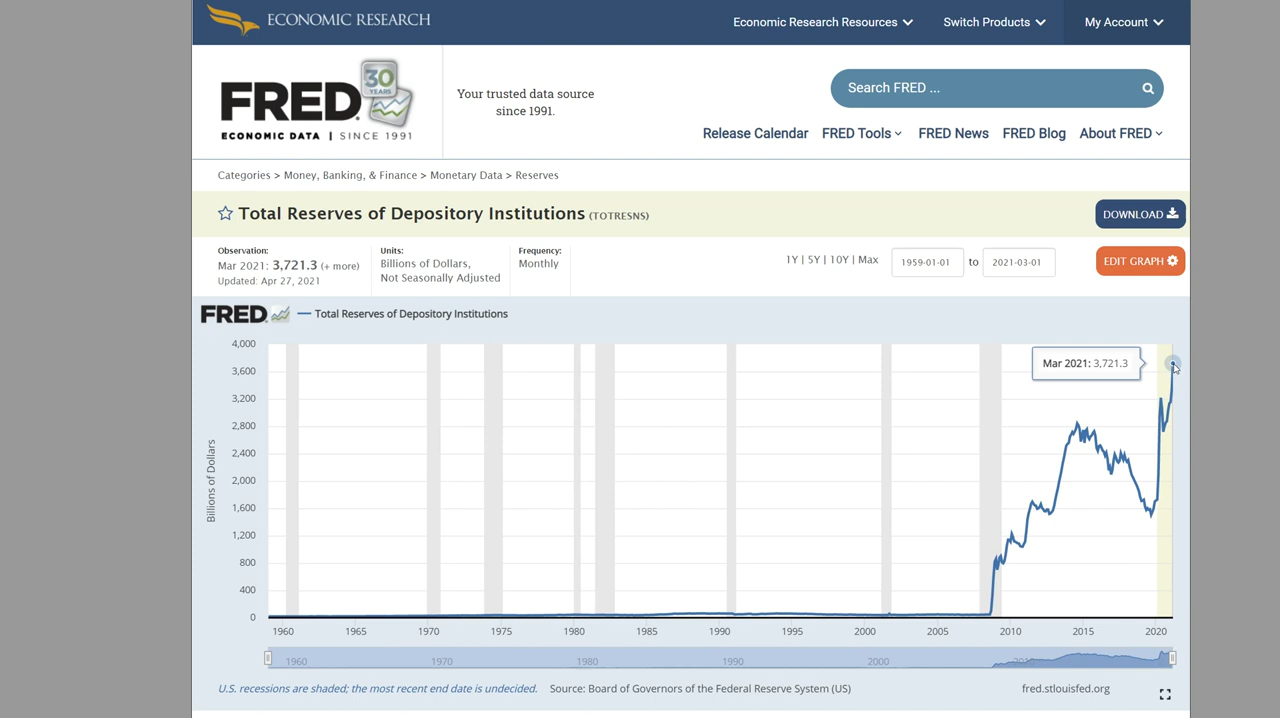 ECONOMIC RESEARCH
Economic Research Resources
Switch Products
My Account
FRED
30
YEARS
ECONOMIC DATA | SINCE 1991
Your trusted data source
since 1991.
Search FRED ...
Release Calendar
FRED Tools
FRED News
FRED Blog
About FRED
Categories > Money, Banking, & Finance > Monetary Data > Reserves
Total Reserves of Depository Institutions (TOTRESNS)
DOWNLOAD
Observation:
Mar 2021: 3,721.3 (+ more)
Updated: Apr 27, 2021
Units:
Billions of Dollars,
Not Seasonally Adjusted
Frequency:
Monthly
1Y | 5Y | 10Y | Max
1959-01-01 to 2021-03-01
EDIT GRAPH
FRED
Total Reserves of Depository Institutions
Billions of Dollars
4,000
3,600
3,200
2,800
2,400
2,000
1,600
1,200
800
400
0
Mar 2021: 3,721.3
1960 1965 1970 1975 1980 1985 1990 1995 2000 2005 2010 2015 2020
1960 1970 1980 1990 2000
U.S. recessions are shaded; the most recent end date is undecided.
Source: Board of Governors of the Federal Reserve System (US)
fred.stlouisfed.org